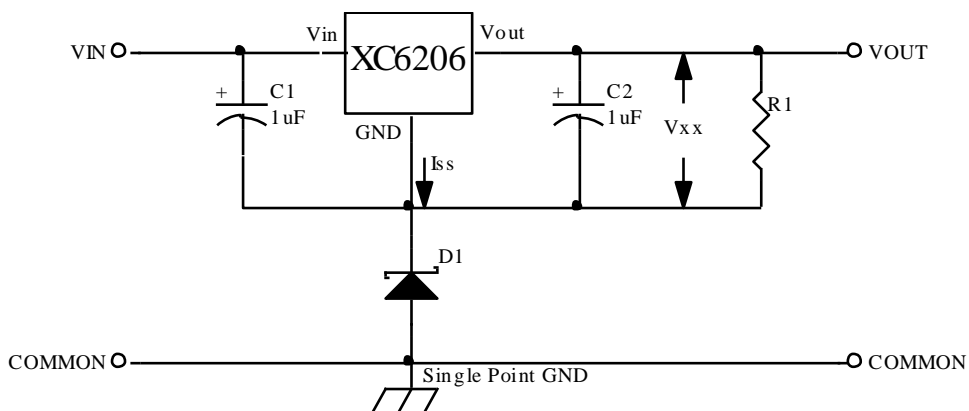 VIN
Vin
XC6206
Vout
VOUT
+
C1
1uF
GND
+
C2
1uF
Vxx
R1
Iss
D1
COMMON
Single Point GND
COMMON